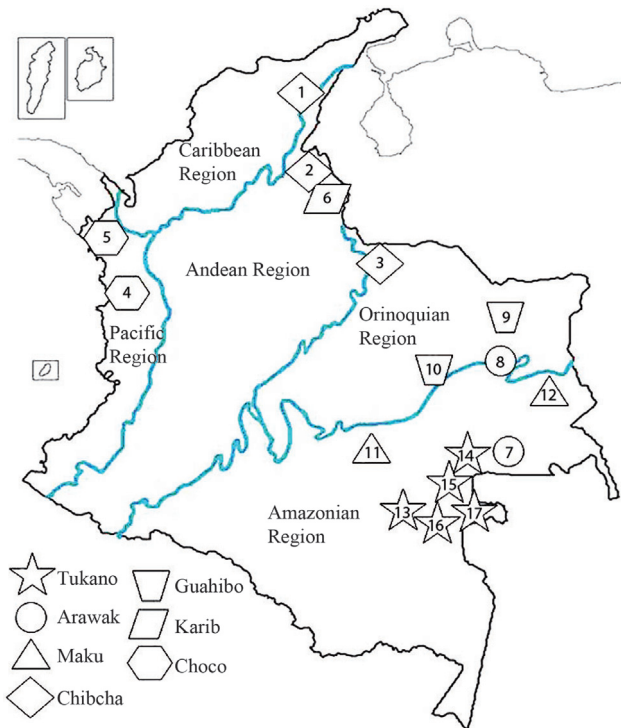 1
Caribbean
Region
2
6
5
Andean Region
3
4
Orinoquian
Region
9
Pacific
Region
8
10
12
11
14
7
15
13
16
17
Amazonian
Region
Tukano
Guahibo
Arawak
Karib
Maku
Choco
Chibcha